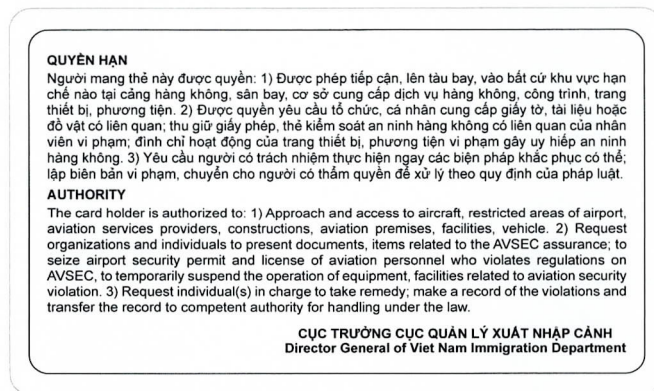 QUYỀN HẠN
Người mang thẻ này được quyền: 1) Được phép tiếp cận, lên tàu bay, vào bất cứ khu vực hạn
chế nào tại cảng hàng không, sân bay, cơ sở cung cấp dịch vụ hàng không, công trình, trang
thiết bị, phương tiện. 2) Được quyền yêu cầu tổ chức, cá nhân cung cấp giấy tờ, tài liệu hoặc
đồ vật có liên quan; thu giữ giấy phép, thẻ kiểm soát an ninh hàng không có liên quan của nhân
viên vi phạm; đình chỉ hoạt động của trang thiết bị, phương tiện vi phạm gây uy hiếp an ninh
hàng không. 3) Yêu cầu người có trách nhiệm thực hiện ngay các biện pháp khắc phục có thể;
lập biên bản vi phạm, chuyển cho người có thẩm quyền để xử lý theo quy định của pháp luật.
AUTHORITY
The card holder is authorized to: 1) Approach and access to aircraft, restricted areas of airport,
aviation services providers, constructions, aviation premises, facilities, vehicle. 2) Request
organizations and individuals to present documents, items related to the AVSEC assurance; to
seize airport security permit and license of aviation personnel who violates regulations on
AVSEC, to temporarily suspend the operation of equipment, facilities related to aviation security
violation. 3) Request individual(s) in charge to take remedy; make a record of the violations and
transfer the record to competent authority for handling under the law.
CỤC TRƯỞNG CỤC QUẢN LÝ XUẤT NHẬP CẢNH
Director General of Viet Nam Immigration Department